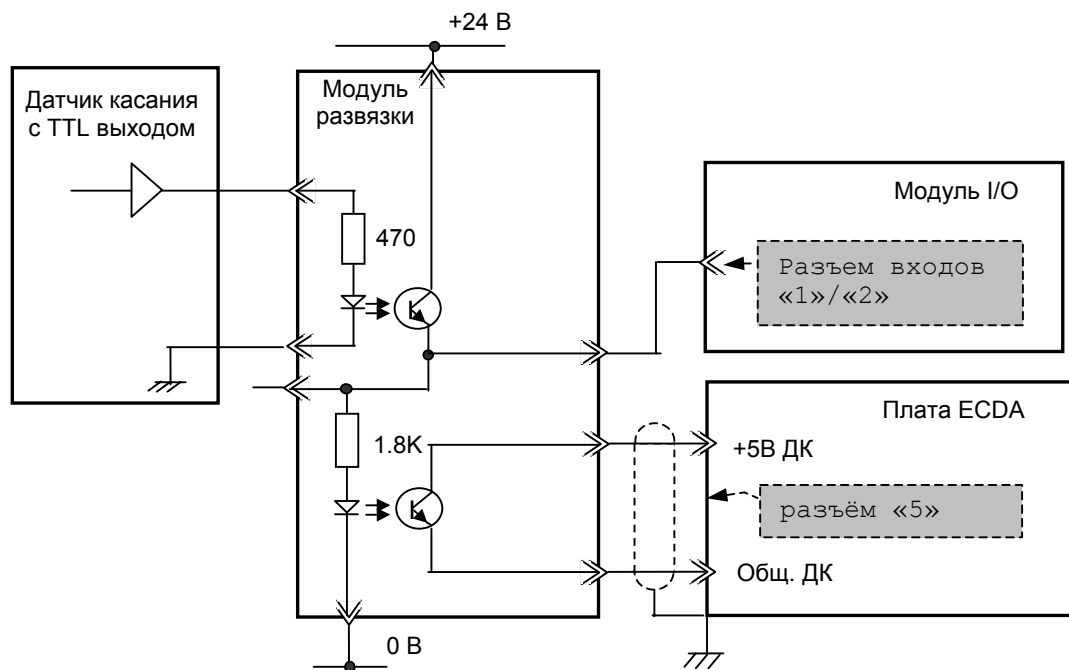 +24 В
Датчик касания
с TTL выходом
Модуль
развязки
470
Модуль I/O
Разъем входов
«1»/«2»
1.8K
Плата ECDA
+5В ДК
разъём «5»
Общ. ДК
0 В